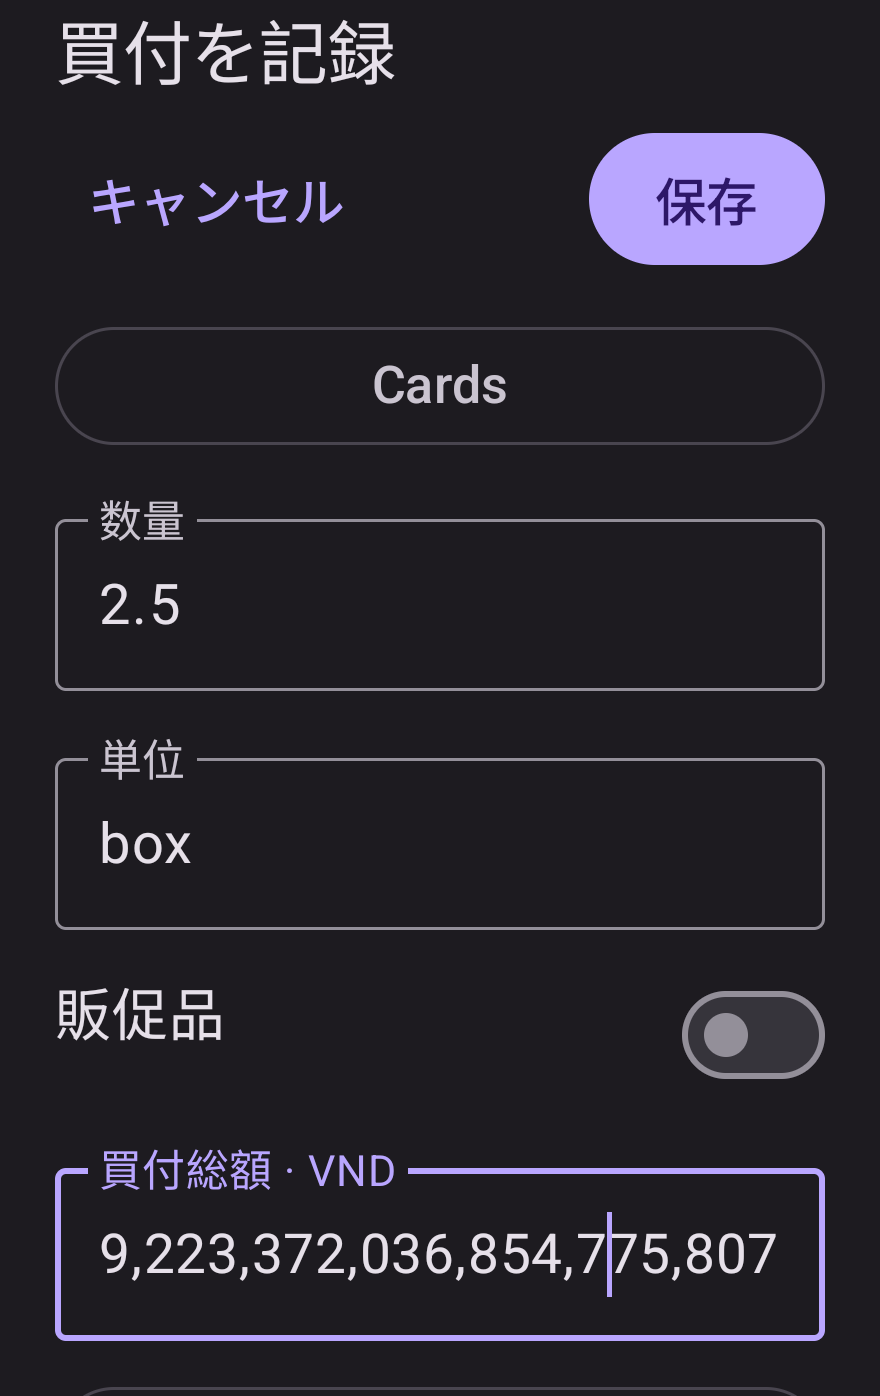 買付を記録
キャンセル
保存
Cards
数量
2.5
単位
box
販促品
買付総額 · VND
9,223,372,036,854,775,807